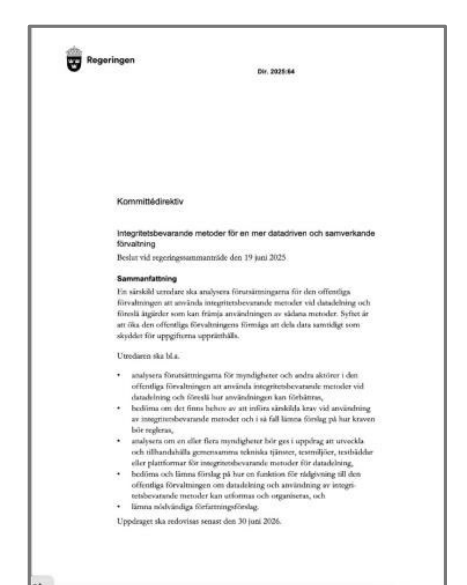 Regeringen
Dir. 2025:64
Kommittédirektiv
Integritetsbevarande metoder för en mer datadriven och samverkande
förvaltning
Beslut vid regeringssammanträde den 19 juni 2025
Sammanfattning
En särskild utredare ska analysera förutsättningarna för den offentliga
förvaltningen att använda integritetsbevarande metoder vid datadelning och
föreslå åtgärder som kan främja användningen av sådana metoder. Syftet är
att öka den offentliga förvaltningens förmåga att dela data samtidigt som
skyddet för uppgifterna upprätthålls.
Utredaren ska bl.a.
• analysera förutsättningarna för myndigheter och andra aktörer i den
offentliga förvaltningen att använda integritetsbevarande metoder vid
datadelning och föreslå hur användningen kan förbättras,
• bedöma om det finns behov av att införa särskilda krav vid användning
av integritetsbevarande metoder och i så fall lämna förslag på hur kraven
bör regleras,
• analysera om en eller flera myndigheter bör ges i uppdrag att utveckla
och tillhandahålla gemensamma tekniska tjänster, testmiljöer, testbäddar
eller plattformar för integritetsbevarande metoder för datadelning,
• bedöma och lämna förslag på hur en funktion för rådgivning till den
offentliga förvaltningen om datadelning och användning av integri-
tetsbevarande metoder kan utformas och organiseras, och
• lämna nödvändiga författningsförslag.
Uppdraget ska redovisas senast den 30 juni 2026.